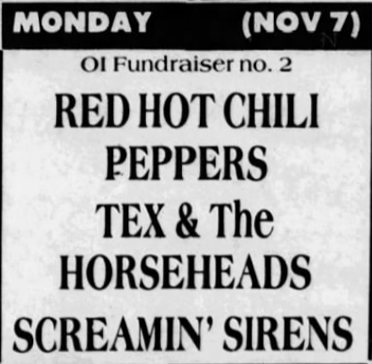 MONDAY (NOV 7)
OI Fundraiser no. 2
RED HOT CHILI
PEPPERS
TEX & The
HORSEHEADS
SCREAMIN' SIRENS